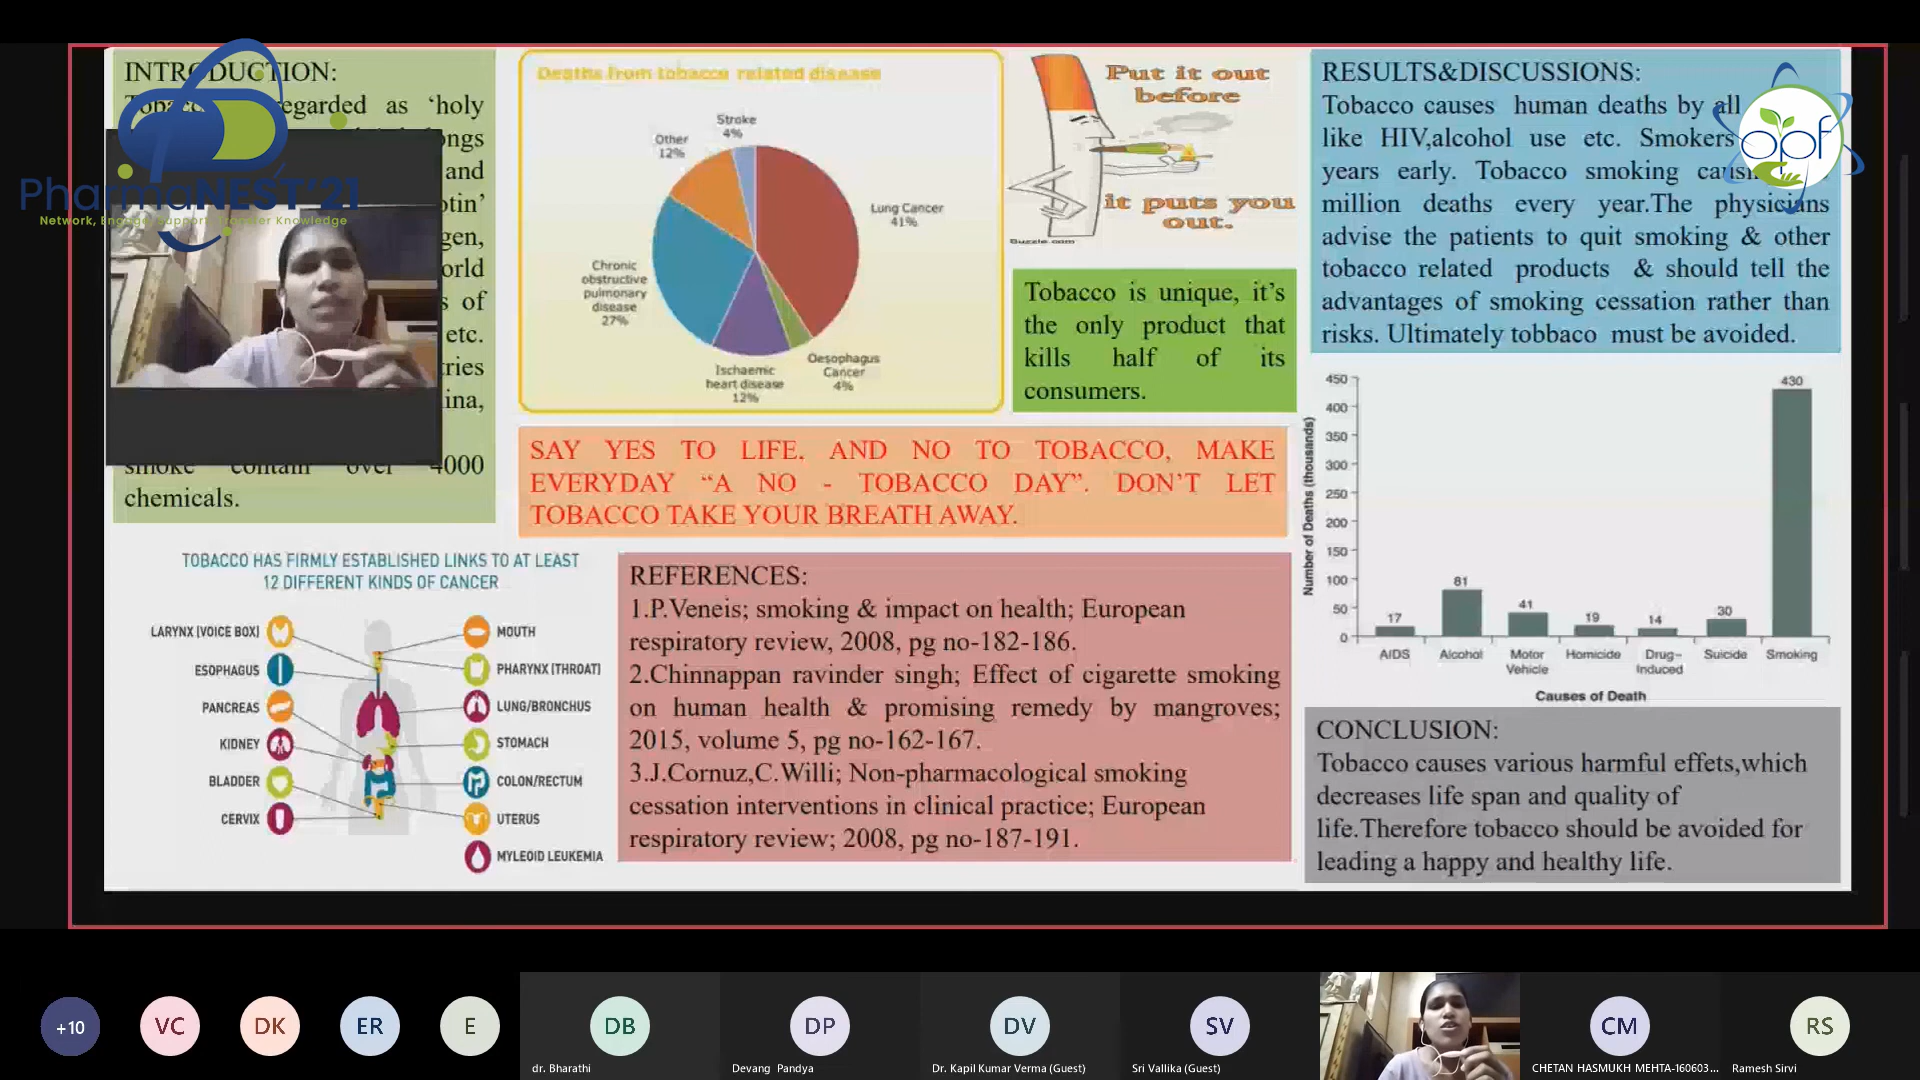 INTRODUCTION:
regarded as ‘holy
and
smoke contain over 4000
chemicals.
PharmaNEST'21
Network, Engage, Support, Transfer Knowledge
Deaths from tobacco related disease
Stroke
4%
Other
12%
Lung Cancer
41%
Chronic
obstructive
pulmonary
disease
27%
Oesophagus
Cancer
4%
Ischaemic
heart disease
12%
Put it out
before
it puts you
out.
Buzzle.com
Tobacco is unique, it’s
the only product that
kills half of its
consumers.
SAY YES TO LIFE. AND NO TO TOBACCO, MAKE
EVERYDAY “A NO - TOBACCO DAY”. DON’T LET
TOBACCO TAKE YOUR BREATH AWAY.
TOBACCO HAS FIRMLY ESTABLISHED LINKS TO AT LEAST
12 DIFFERENT KINDS OF CANCER
LARYNX (VOICE BOX)
ESOPHAGUS
PANCREAS
KIDNEY
BLADDER
CERVIX
MOUTH
PHARYNX (THROAT)
LUNG/BRONCHUS
STOMACH
COLON/RECTUM
UTERUS
MYLEOID LEUKEMIA
REFERENCES:
1.P.Veneis; smoking & impact on health; European
respiratory review, 2008, pg no-182-186.
2.Chinnappan ravinder singh; Effect of cigarette smoking
on human health & promising remedy by mangroves;
2015, volume 5, pg no-162-167.
3.J.Cornuz,C.Willi; Non-pharmacological smoking
cessation interventions in clinical practice; European
respiratory review; 2008, pg no-187-191.
RESULTS&DISCUSSIONS:
Tobacco causes human deaths by all
like HIV,alcohol use etc. Smokers
years early. Tobacco smoking
million deaths every year.The physicians
advise the patients to quit smoking & other
tobacco related products & should tell the
advantages of smoking cessation rather than
risks. Ultimately tobbaco must be avoided.
opf
Number of Deaths (thousands)
450
400
350
300
250
200
150
100
50
0
17
81
41
19
14
30
430
AIDS
Alcohol
Motor
Vehicle
Homicide
Drug-
Induced
Suicide
Smoking
Causes of Death
CONCLUSION:
Tobacco causes various harmful effets,which
decreases life span and quality of
life.Therefore tobacco should be avoided for
leading a happy and healthy life.
+10
VC
DK
ER
E
DB
dr. Bharathi
DP
Devang Pandya
DV
Dr. Kapil Kumar Verma (Guest)
SV
Sri Vallika (Guest)
CM
CHETAN HASMUKH MEHTA-160603...
RS
Ramesh Sirvi